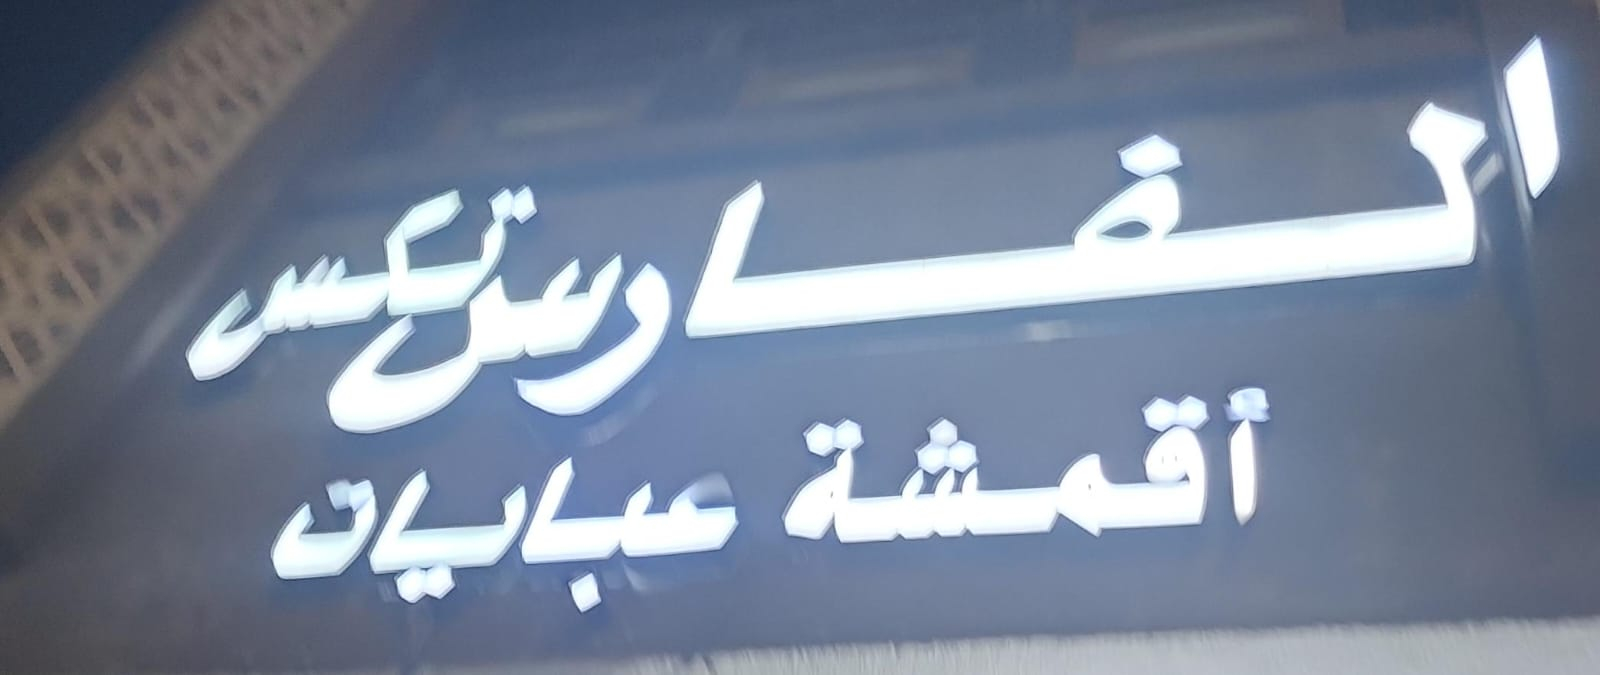 الفارس تكس
أقمشة عبايات